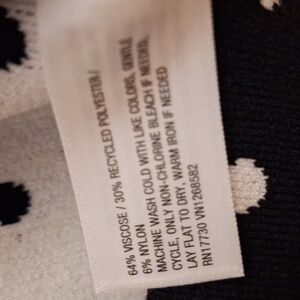 64% VISCOSE / 30% RECYCLED POLYESTER /
6% NYLON
MACHINE WASH COLD WITH LIKE COLORS, GENTLE
CYCLE, ONLY NON-CHLORINE BLEACH IF NEEDED,
LAY FLAT TO DRY, WARM IRON IF NEEDED
RN17730 VN1268582